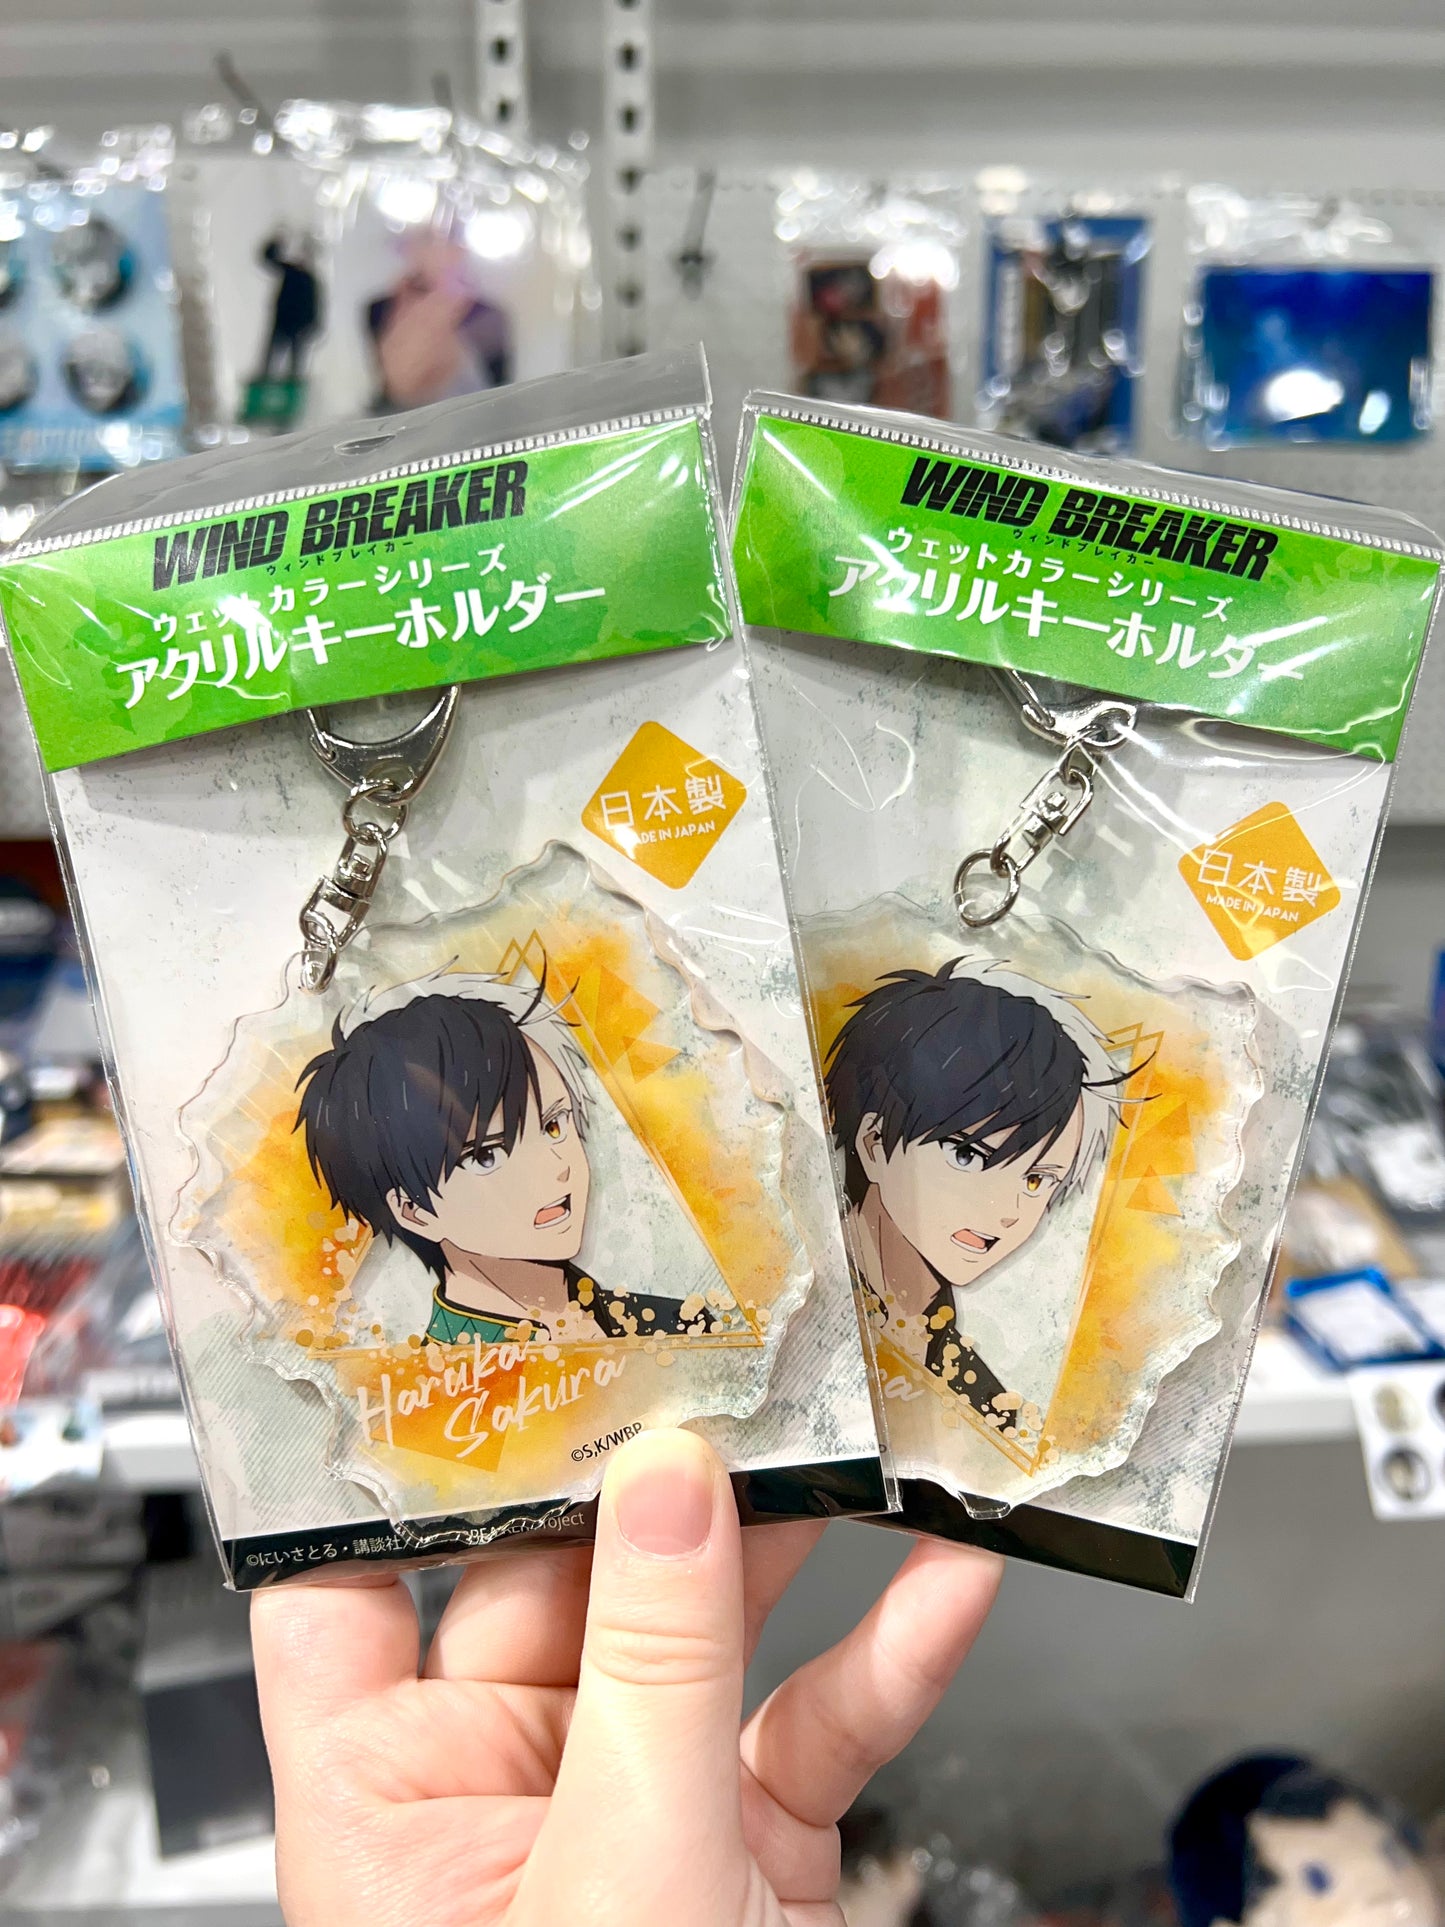 WIND BREAKER
ウィンドブレイカー
ウェットカラーシリーズ
アクリルキーホルダー
日本製
MADE IN JAPAN
Haruka
Sakura
©S,K/WBP
©にいさとる・講談社
Project
WIND BREAKER
ウィンドブレイカー
ウェットカラーシリーズ
アクリルキーホルダー
日本製
MADE IN JAPAN